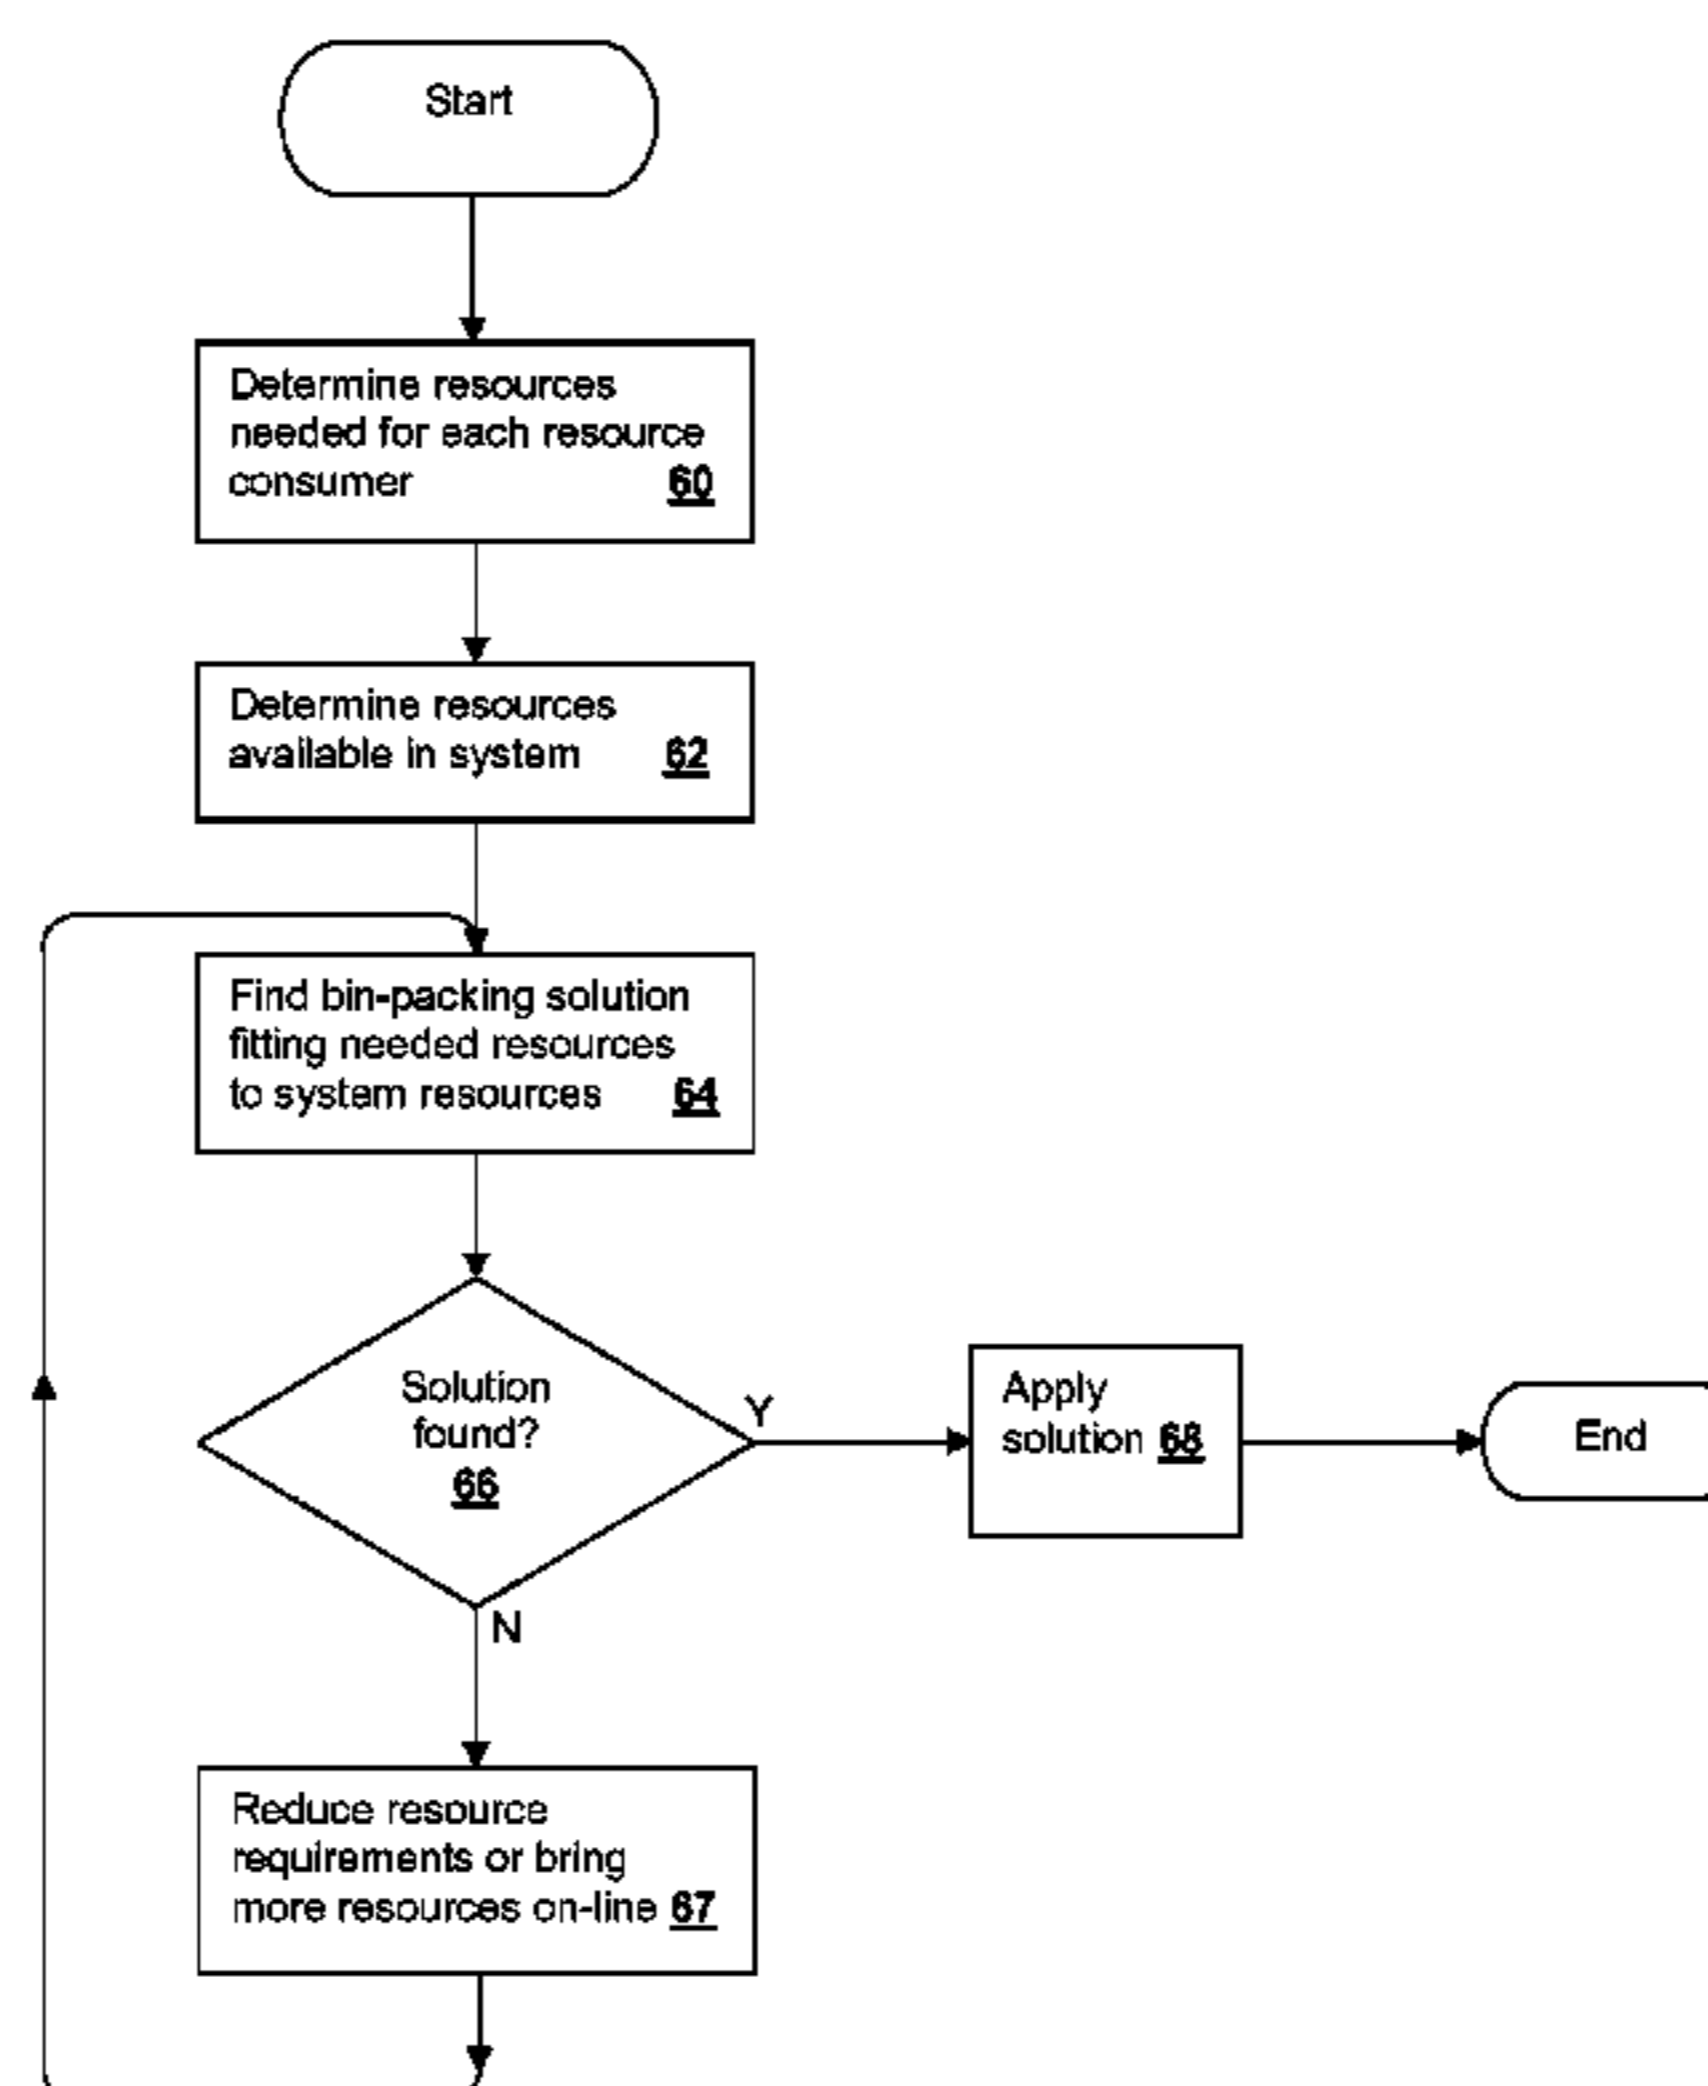 Start
Determine resources
needed for each resource
consumer 60
Determine resources
available in system 62
Find bin-packing solution
fitting needed resources
to system resources 64
Solution
found?
66
Y
Apply
solution 68
End
N
Reduce resource
requirements or bring
more resources on-line 67